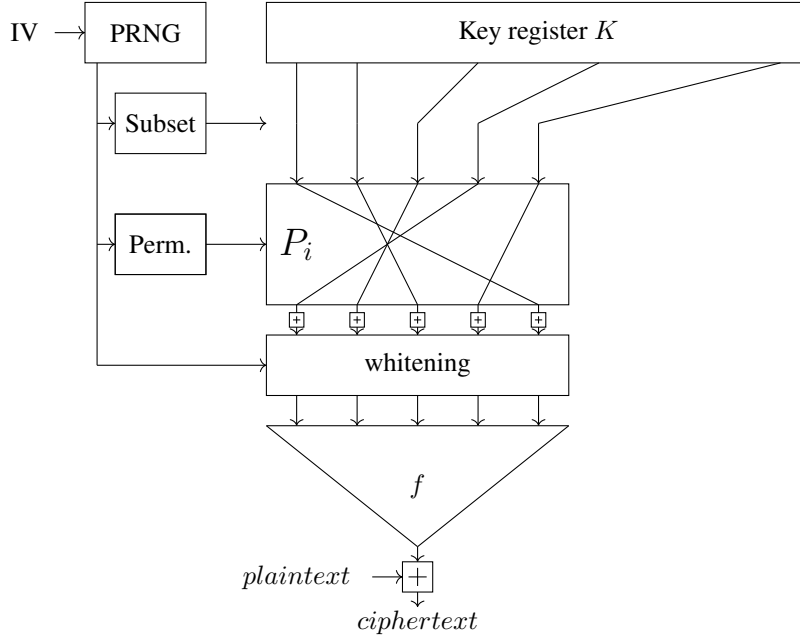 IV
PRNG
Key register K
Subset
Perm.
P_i
+ + + + +
whitening
f
plaintext
+
ciphertext